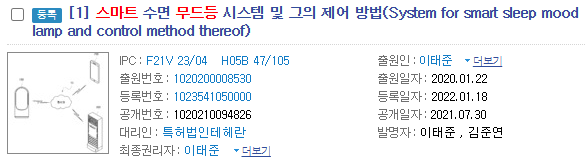 등록 [1] 스마트 수면 무드등 시스템 및 그의 제어 방법(System for smart sleep mood
lamp and control method thereof)
IPC : F21V 23/04 H05B 47/105
출원인 : 이태준 더보기
출원번호 : 1020200008530
출원일자 : 2020.01.22
등록번호 : 1023541050000
등록일자 : 2022.01.18
공개번호 : 1020210094826
공개일자 : 2021.07.30
대리인 : 특허법인테헤란
발명자 : 이태준 , 김준연
최종권리자 : 이태준 더보기